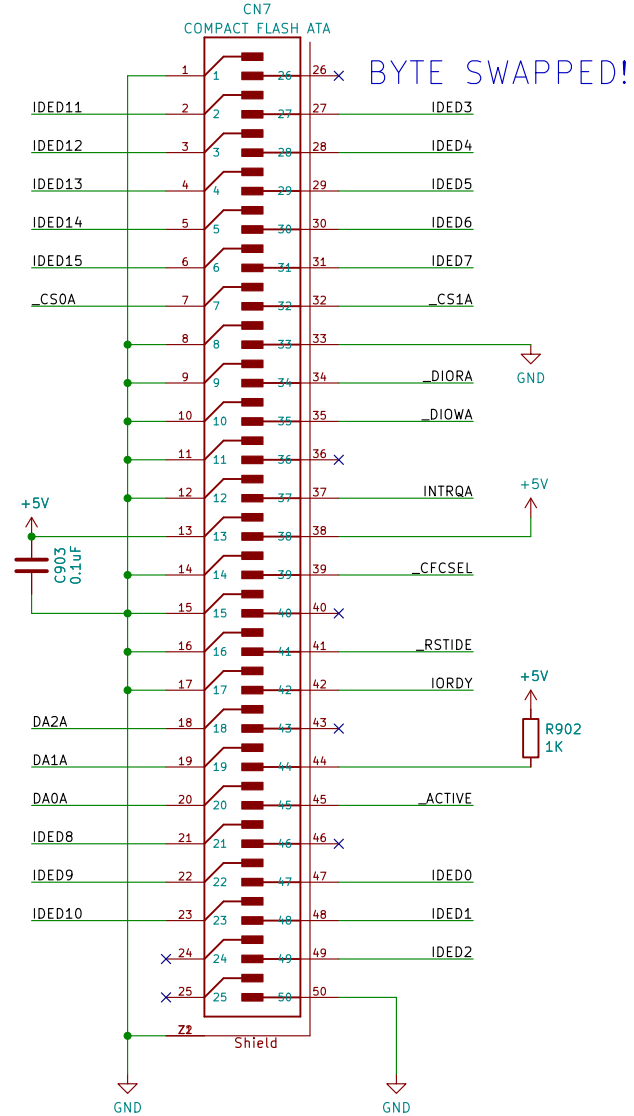 CN7
COMPACT FLASH ATA
BYTE SWAPPED!
1 1 26 26
IDED11 2 2 27 27 IDED3
IDED12 3 3 28 28 IDED4
IDED13 4 4 29 29 IDED5
IDED14 5 5 30 30 IDED6
IDED15 6 6 31 31 IDED7
_CS0A 7 7 32 32 _CS1A
8 8 33 33
GND
9 9 34 34 _DIORA
10 10 35 35 _DIOWA
11 11 36 36
12 12 37 37 INTRQA
+5V
+5V
13 13 38 38
C903
0.1uF
14 14 39 39 _CFCSEL
15 15 40 40
16 16 41 41 _RSTIDE
17 17 42 42 IORDY
+5V
DA2A 18 18 43 43
R902
1K
DA1A 19 19 44 44
DA0A 20 20 45 45 _ACTIVE
IDED8 21 21 46 46
IDED9 22 22 47 47 IDED0
IDED10 23 23 48 48 IDED1
24 24 49 49 IDED2
25 25 50 50
Shield
GND
GND